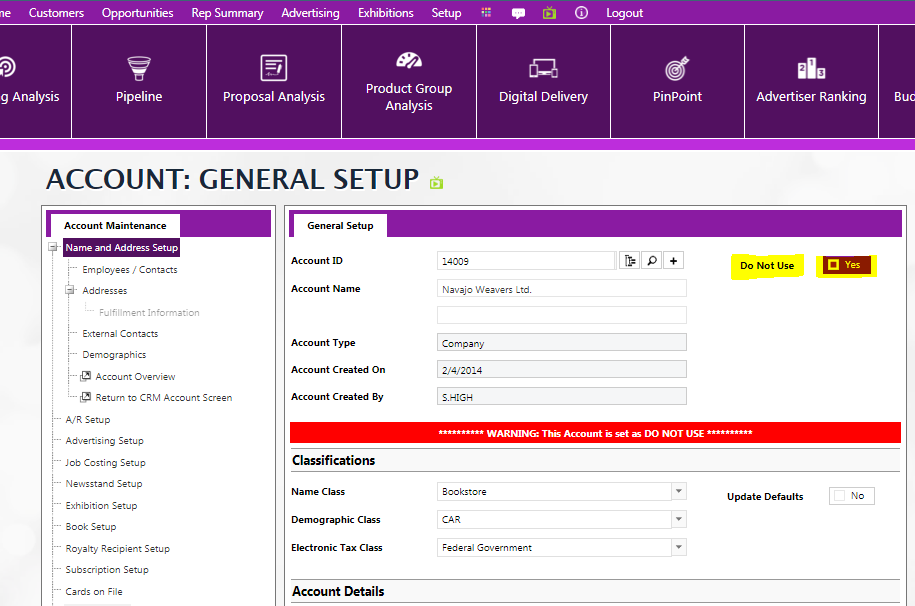 me Customers Opportunities Rep Summary Advertising Exhibitions Setup Logout
g Analysis Pipeline Proposal Analysis Product Group Analysis Digital Delivery PinPoint Advertiser Ranking Buc
ACCOUNT: GENERAL SETUP
Account Maintenance
Name and Address Setup
Employees / Contacts
Addresses
Fulfillment Information
External Contacts
Demographics
Account Overview
Return to CRM Account Screen
A/R Setup
Advertising Setup
Job Costing Setup
Newsstand Setup
Exhibition Setup
Book Setup
Royalty Recipient Setup
Subscription Setup
Cards on File
General Setup
Account ID 14009 Do Not Use Yes
Account Name Navajo Weavers Ltd.
Account Type Company
Account Created On 2/4/2014
Account Created By S.HIGH
********** WARNING: This Account is set as DO NOT USE **********
Classifications
Name Class Bookstore Update Defaults No
Demographic Class CAR
Electronic Tax Class Federal Government
Account Details